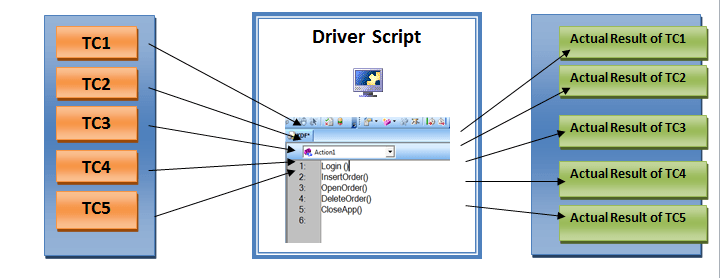 TC1
TC2
TC3
TC4
TC5
Driver Script
Action1
1: Login ()
2: InsertOrder()
3: OpenOrder()
4: DeleteOrder()
5: CloseApp()
6:
Actual Result of TC1
Actual Result of TC2
Actual Result of TC3
Actual Result of TC4
Actual Result of TC5